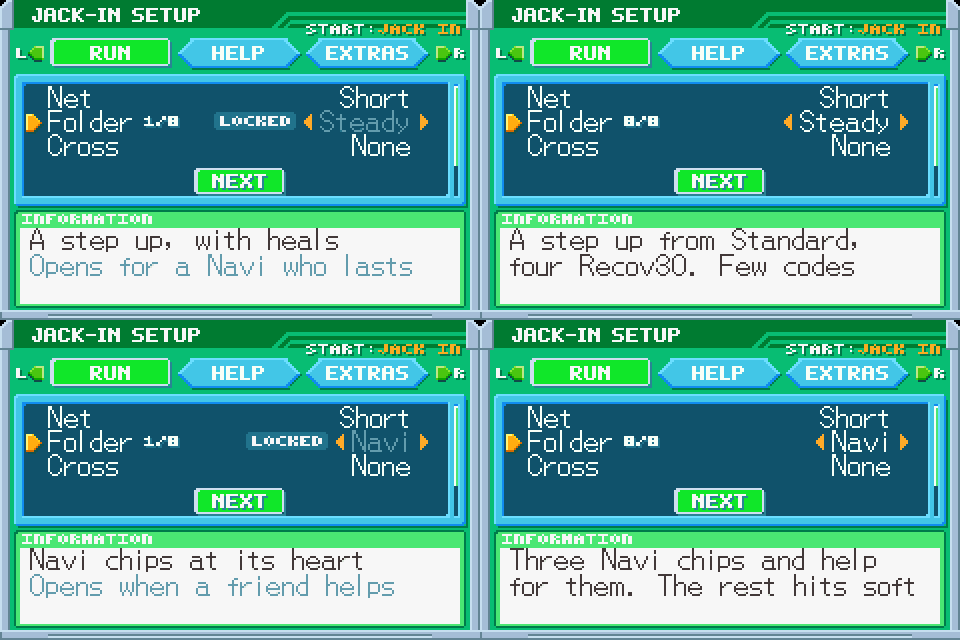 JACK-IN SETUP
START:JACK IN
L RUN HELP EXTRAS R
Net Short
Folder 1/8 LOCKED Steady
Cross None
NEXT
INFORMATION
A step up, with heals
Opens for a Navi who lasts
JACK-IN SETUP
START:JACK IN
L RUN HELP EXTRAS R
Net Short
Folder 8/8 Steady
Cross None
NEXT
INFORMATION
A step up from Standard,
four Recov30. Few codes
JACK-IN SETUP
START:JACK IN
L RUN HELP EXTRAS R
Net Short
Folder 1/8 LOCKED Navi
Cross None
NEXT
INFORMATION
Navi chips at its heart
Opens when a friend helps
JACK-IN SETUP
START:JACK IN
L RUN HELP EXTRAS R
Net Short
Folder 8/8 Navi
Cross None
NEXT
INFORMATION
Three Navi chips and help
for them. The rest hits soft